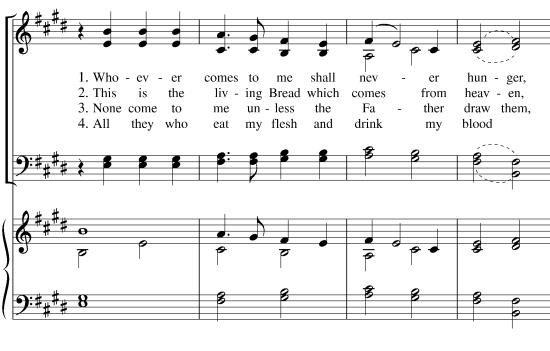 1. Who - ev - er comes to me shall nev - er hun - ger,
2. This is the liv - ing Bread which comes from heav - en,
3. None come to me un - less the Fa - ther draw them,
4. All they who eat my flesh and drink my blood